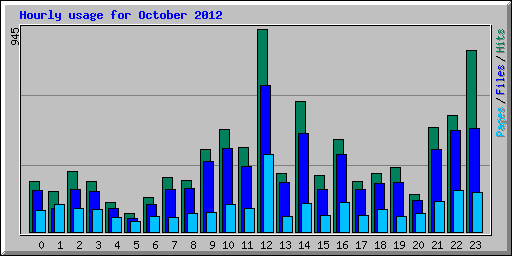 Hourly usage for October 2012
945
Pages / Files / Hits
0 1 2 3 4 5 6 7 8 9 10 11 12 13 14 15 16 17 18 19 20 21 22 23